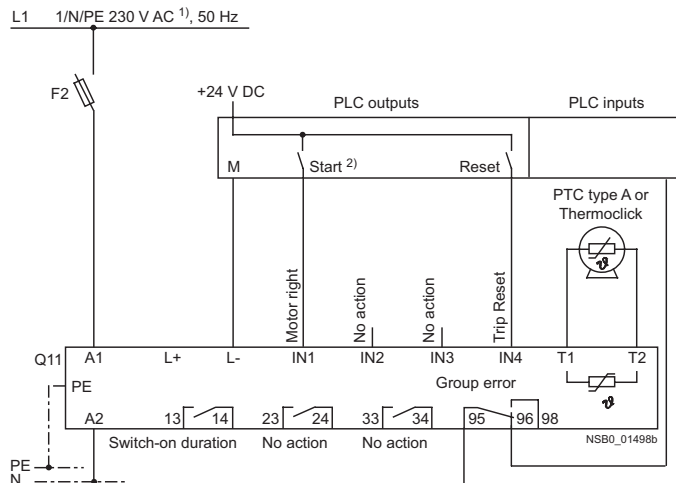 L1 1/N/PE 230 V AC 1), 50 Hz
F2
+24 V DC
PLC outputs
PLC inputs
M
Start 2)
Reset
PTC type A or
Thermoclick
ϑ
Motor right
No action
No action
Trip Reset
Q11
A1 L+ L- IN1 IN2 IN3 IN4 T1 T2
PE
Group error
ϑ
A2 13 14 23 24 33 34 95 96 98
Switch-on duration No action No action
NSB0_01498b
PE
N